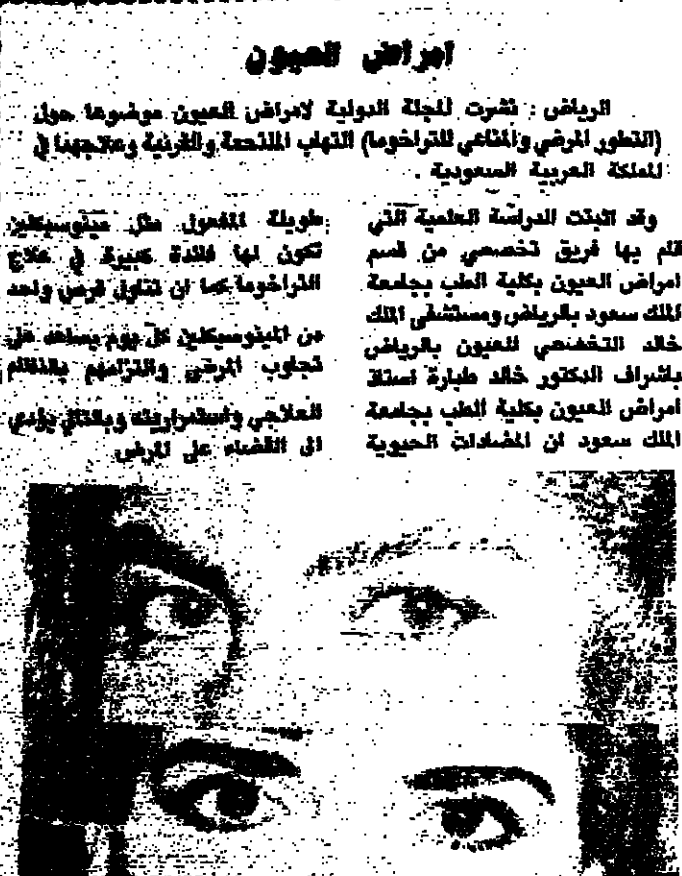 امراض العيون
الرياض : نشرت المجلة الدولية لامراض العيون موضوعا حول
(التطور المرضي والمناعي للتراخوما) التهاب الملتحمة والقرنية وعلاجهما في
المملكة العربية السعودية .
وقد اثبتت الدراسة العلمية التي
قام بها فريق تخصصي من قسم
امراض العيون بكلية الطب بجامعة
الملك سعود بالرياض ومستشفى الملك
خالد التخصصي للعيون بالرياض
باشراف الدكتور خالد طبارة استاذ
امراض العيون بكلية الطب بجامعة
الملك سعود ان المضادات الحيوية
طويلة المفعول مثل مينوسيكلين
تكون لها فائدة كبيرة في علاج
التراخوما كما ان تناول قرص واحد
من المينوسيكلين كل يوم يساعد على
تجاوب المرضى والتزامهم بالنظام
العلاجي واستمراريته وبالتالي يؤدي
الى القضاء على المرض